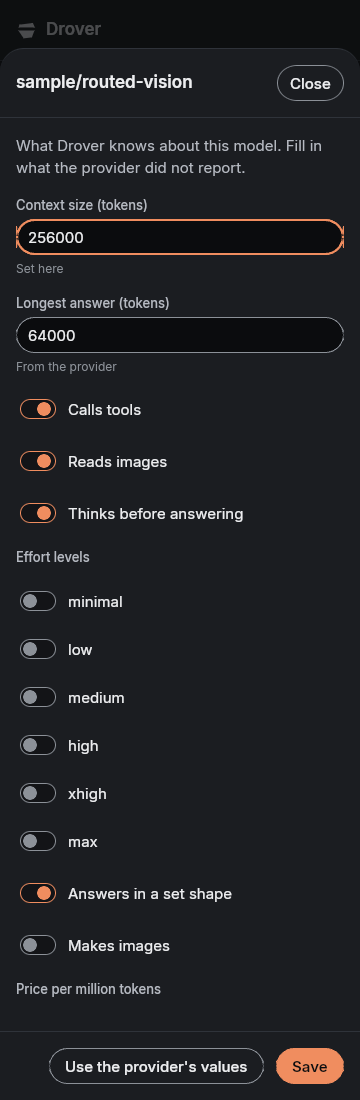 Drover
sample/routed-vision
Close
What Drover knows about this model. Fill in
what the provider did not report.
Context size (tokens)
256000
Set here
Longest answer (tokens)
64000
From the provider
Calls tools
Reads images
Thinks before answering
Effort levels
minimal
low
medium
high
xhigh
max
Answers in a set shape
Makes images
Price per million tokens
Use the provider's values
Save